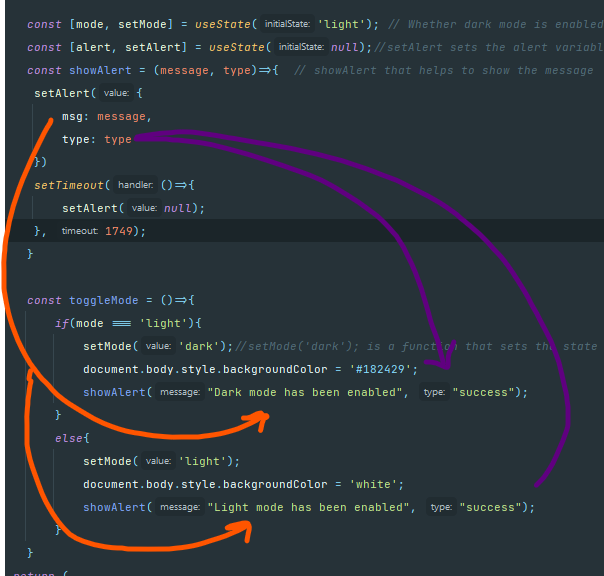 const [mode, setMode] = useState( initialState: 'light'); // Whether dark mode is enabled
const [alert, setAlert] = useState( initialState: null);//setAlert sets the alert variabl
const showAlert = (message, type)=>{  // showAlert that helps to show the message
setAlert( value: {
msg: message,
type: type
})
setTimeout( handler: ()=>{
setAlert( value: null);
}, timeout: 1749);
}
const toggleMode = ()=>{
if(mode === 'light'){
setMode( value: 'dark');//setMode('dark'); is a function that sets the state
document.body.style.backgroundColor = '#182429';
showAlert( message: "Dark mode has been enabled", type: "success");
}
else{
setMode( value: 'light');
document.body.style.backgroundColor = 'white';
showAlert( message: "Light mode has been enabled", type: "success");
}
}
return (